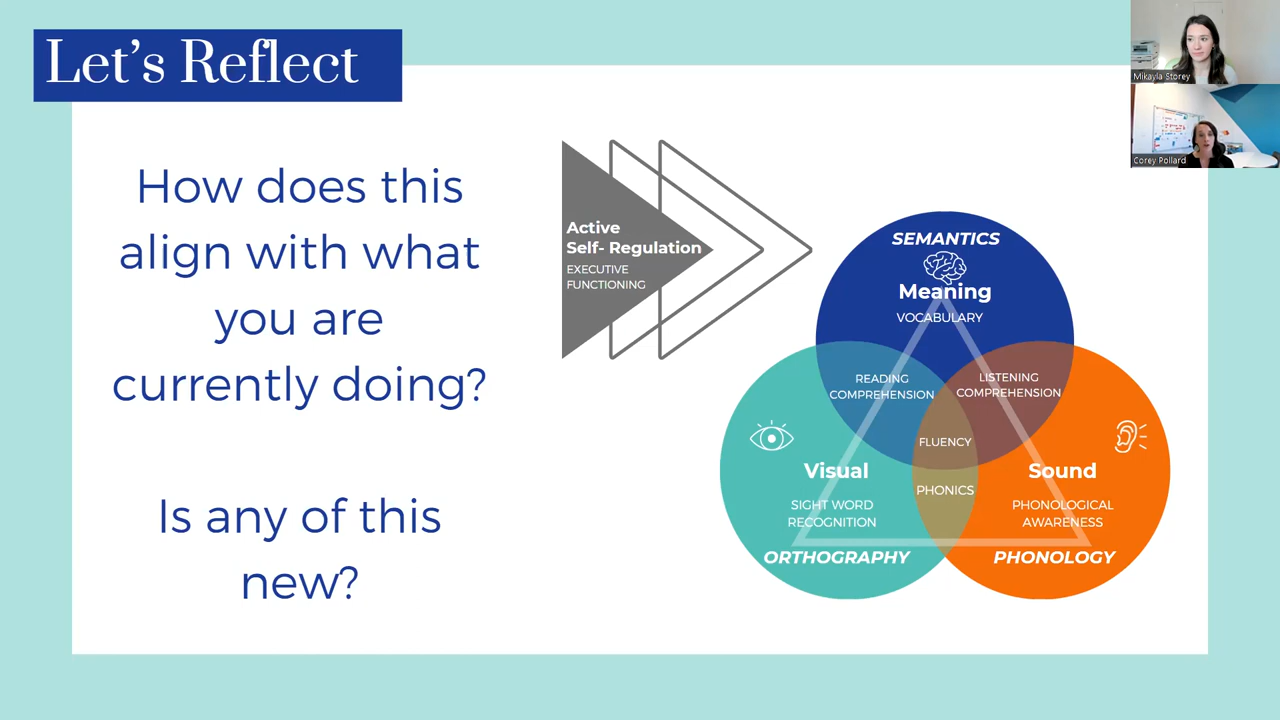 Let's Reflect
Mikayla Storey
Corey Pollard
How does this
align with what
you are
currently doing?
Is any of this
new?
Active
Self- Regulation
EXECUTIVE
FUNCTIONING
SEMANTICS
Meaning
VOCABULARY
READING
COMPREHENSION
LISTENING
COMPREHENSION
FLUENCY
PHONICS
Visual
SIGHT WORD
RECOGNITION
ORTHOGRAPHY
Sound
PHONOLOGICAL
AWARENESS
PHONOLOGY